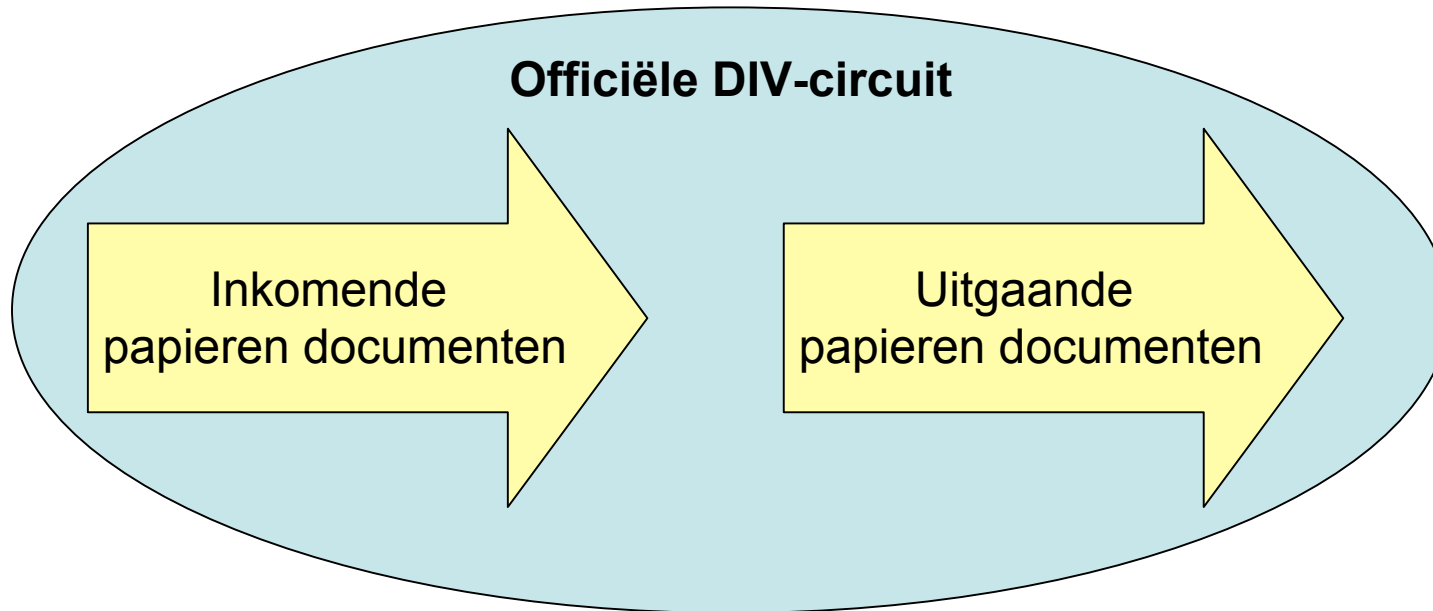 Officiële DIV-circuit
Inkomende
papieren documenten
Uitgaande
papieren documenten